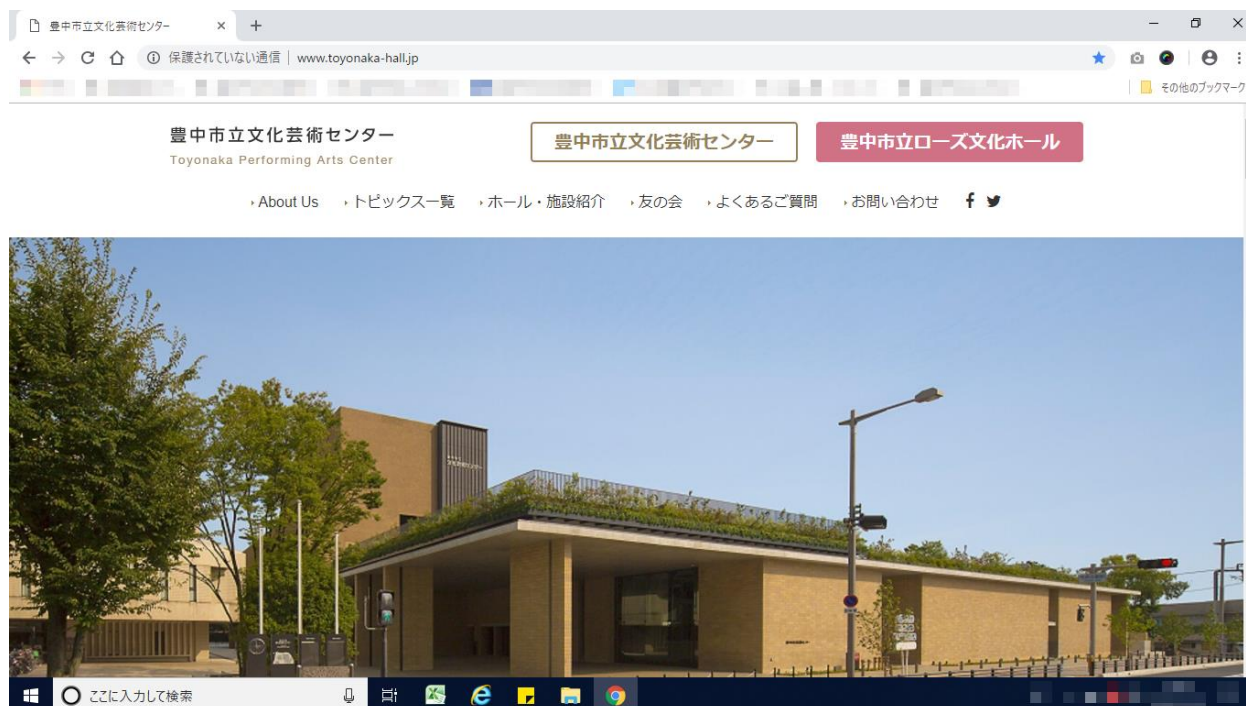 豊中市立文化芸術センター
保護されていない通信 | www.toyonaka-hall.jp
その他のブックマーク
豊中市立文化芸術センター
Toyonaka Performing Arts Center
豊中市立文化芸術センター
豊中市立ローズ文化ホール
About Us トピックス一覧 ホール・施設紹介 友の会 よくあるご質問 お問い合わせ
ここに入力して検索